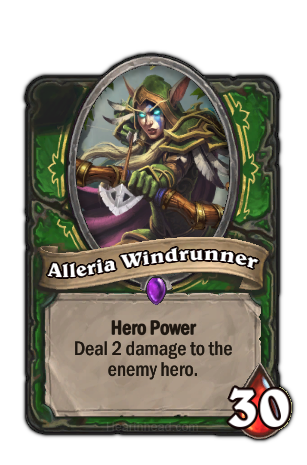 Alleria Windrunner
Hero Power
Deal 2 damage to the
enemy hero.
30